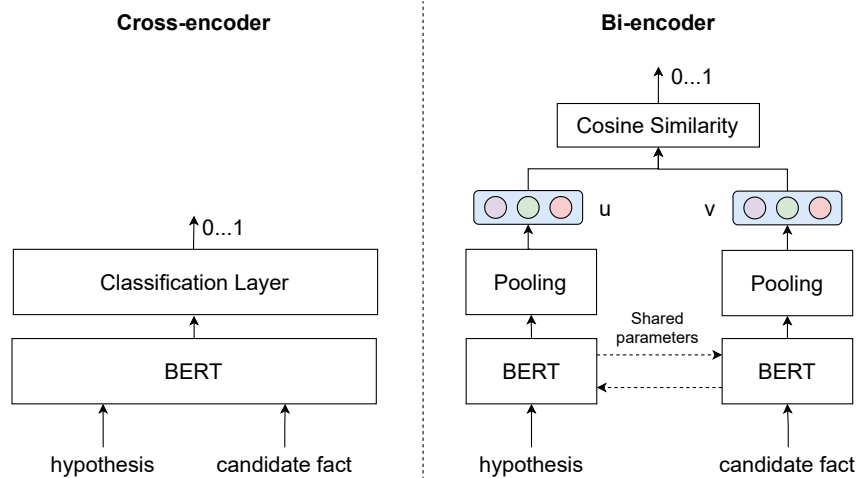 Cross-encoder
0...1
Classification Layer
BERT
hypothesis
candidate fact
Bi-encoder
0...1
Cosine Similarity
u
v
Pooling
Pooling
Shared
parameters
BERT
BERT
hypothesis
candidate fact